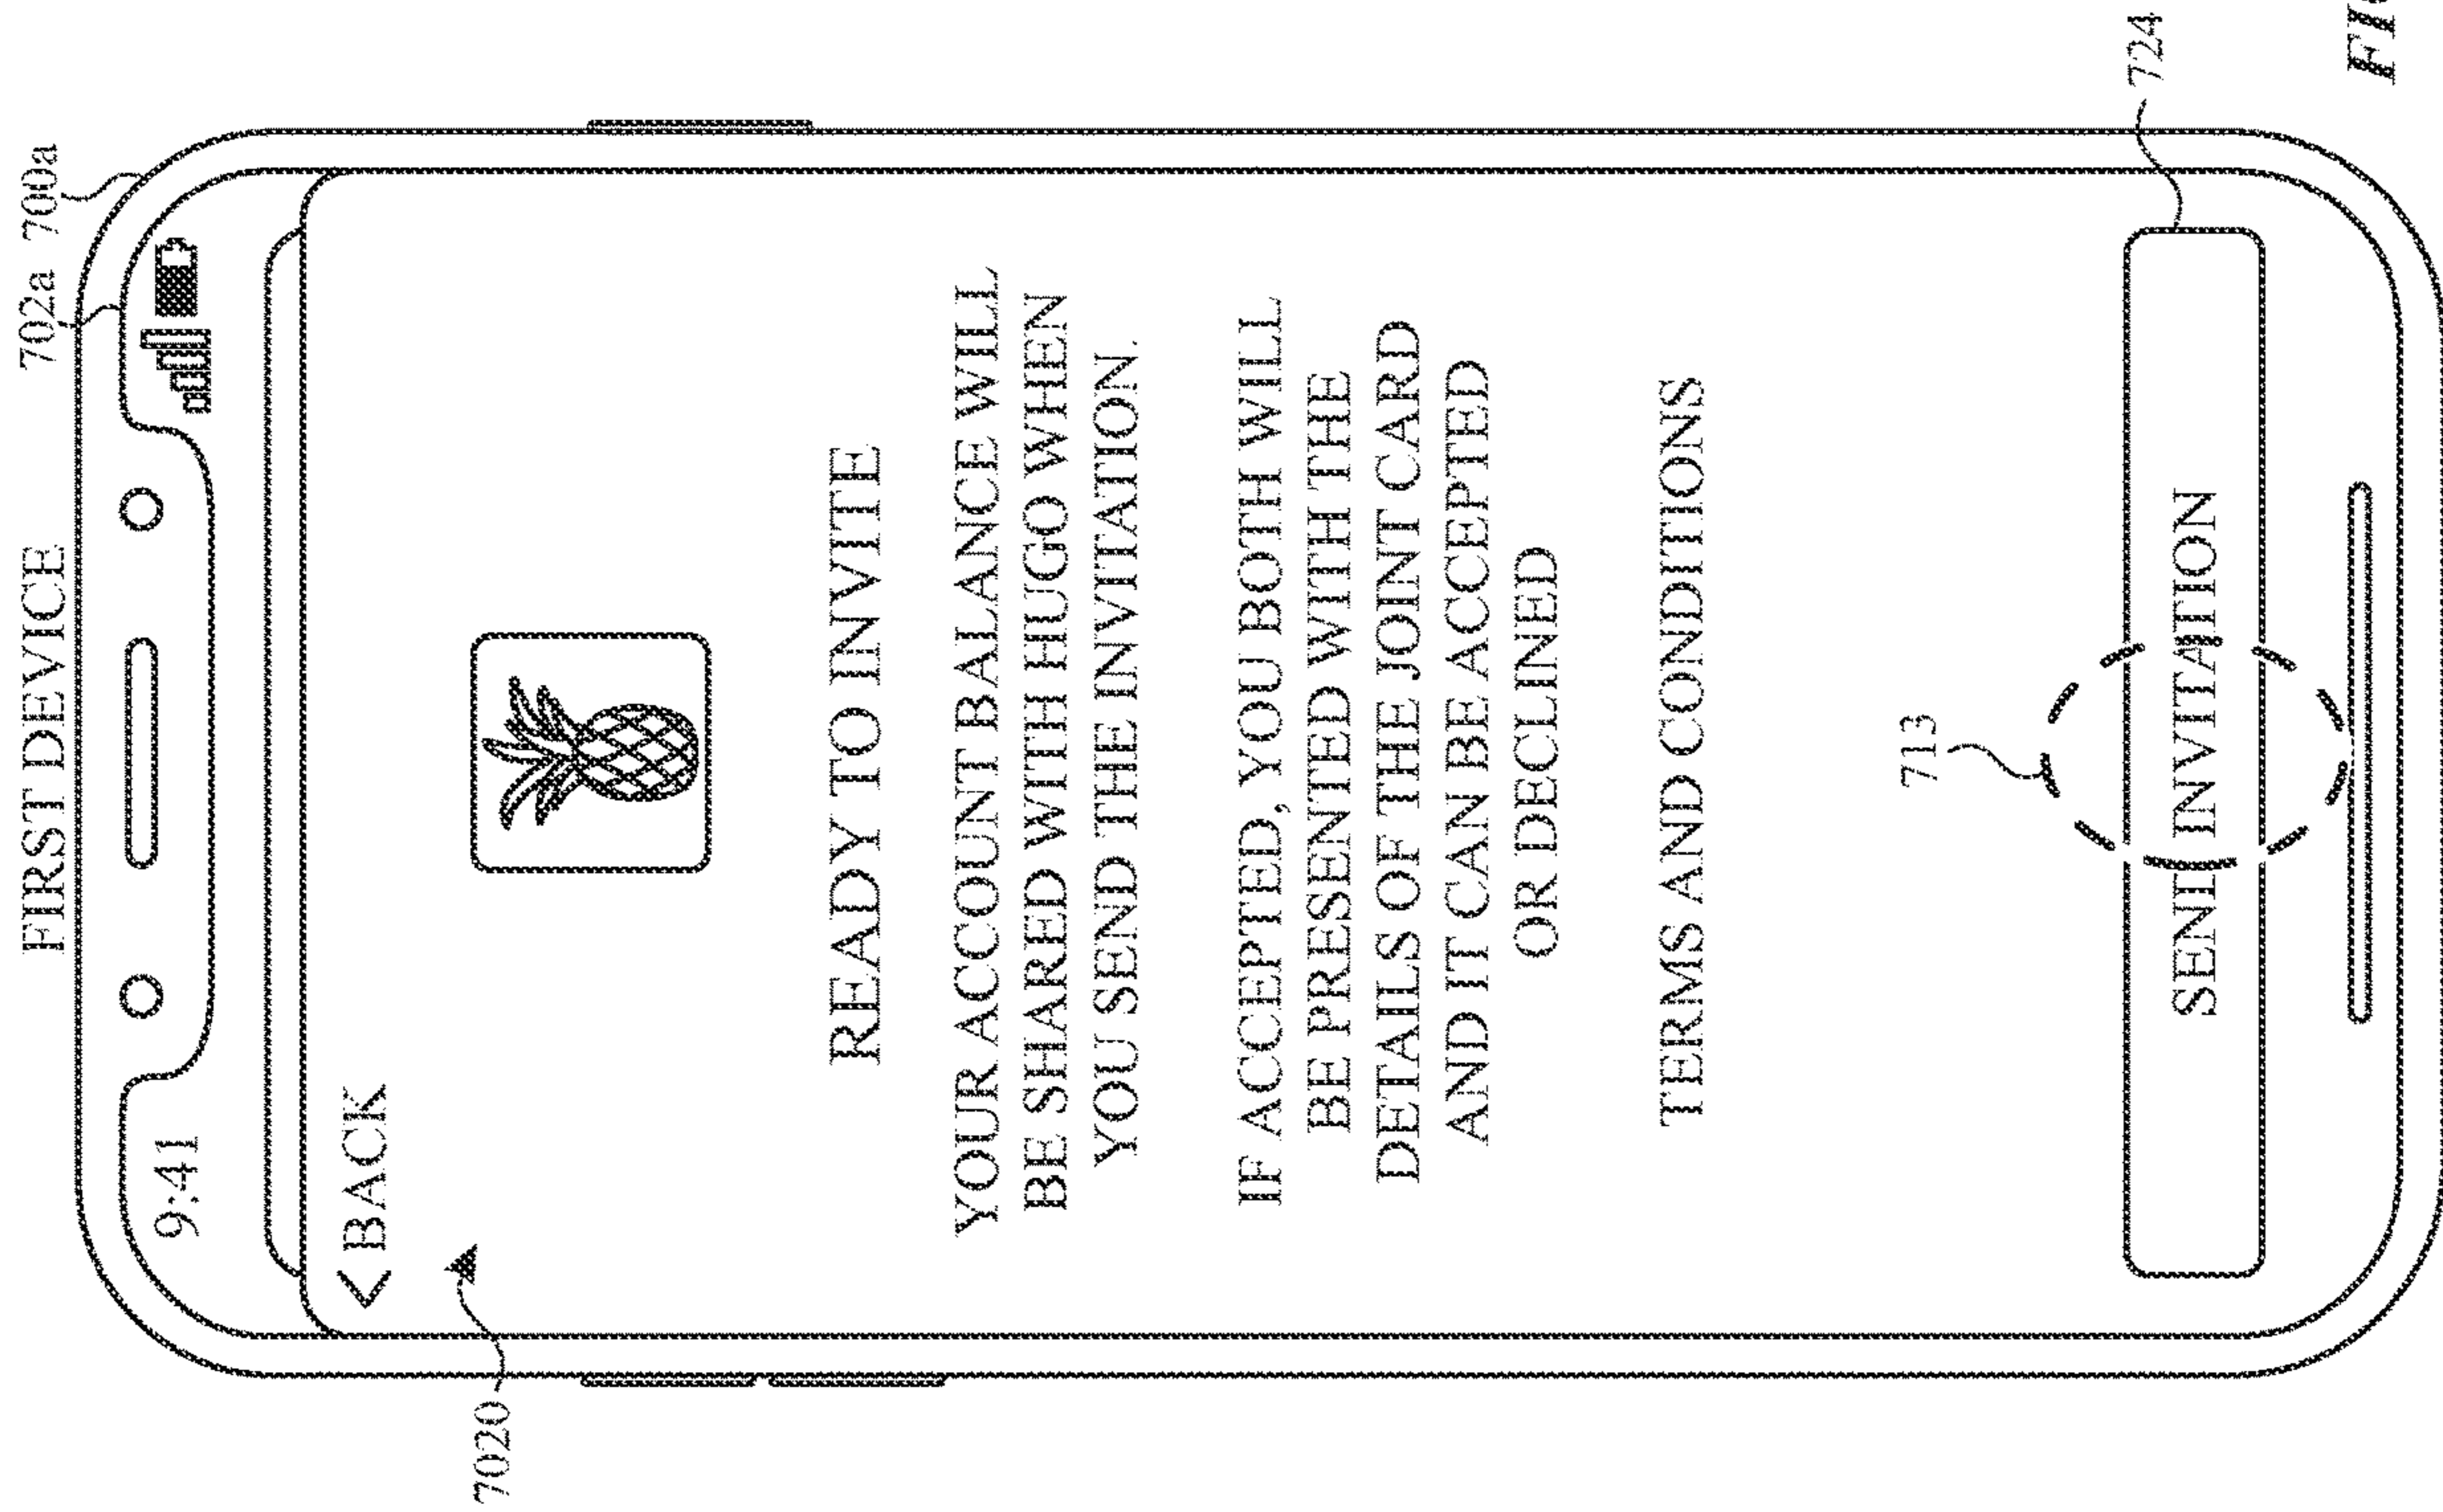 FIRST DEVICE
702a 700a
9:41
< BACK
7020
READY TO INVITE
YOUR ACCOUNT BALANCE WILL
BE SHARED WITH HUGO WHEN
YOU SEND THE INVITATION.
IF ACCEPTED, YOU BOTH WILL
BE PRESENTED WITH THE
DETAILS OF THE JOINT CARD
AND IT CAN BE ACCEPTED
OR DECLINED
TERMS AND CONDITIONS
713
SEND INVITATION
724